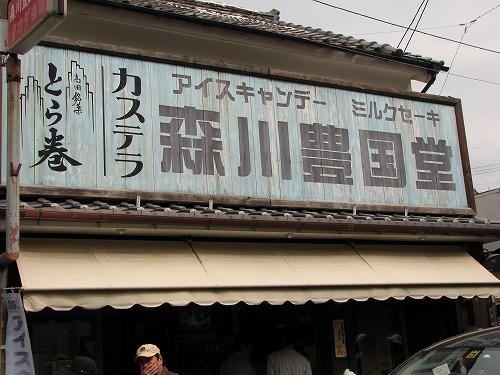 アイスキャンデー ミルクセーキ
森川豊国堂
カステラ
とら巻
アイス